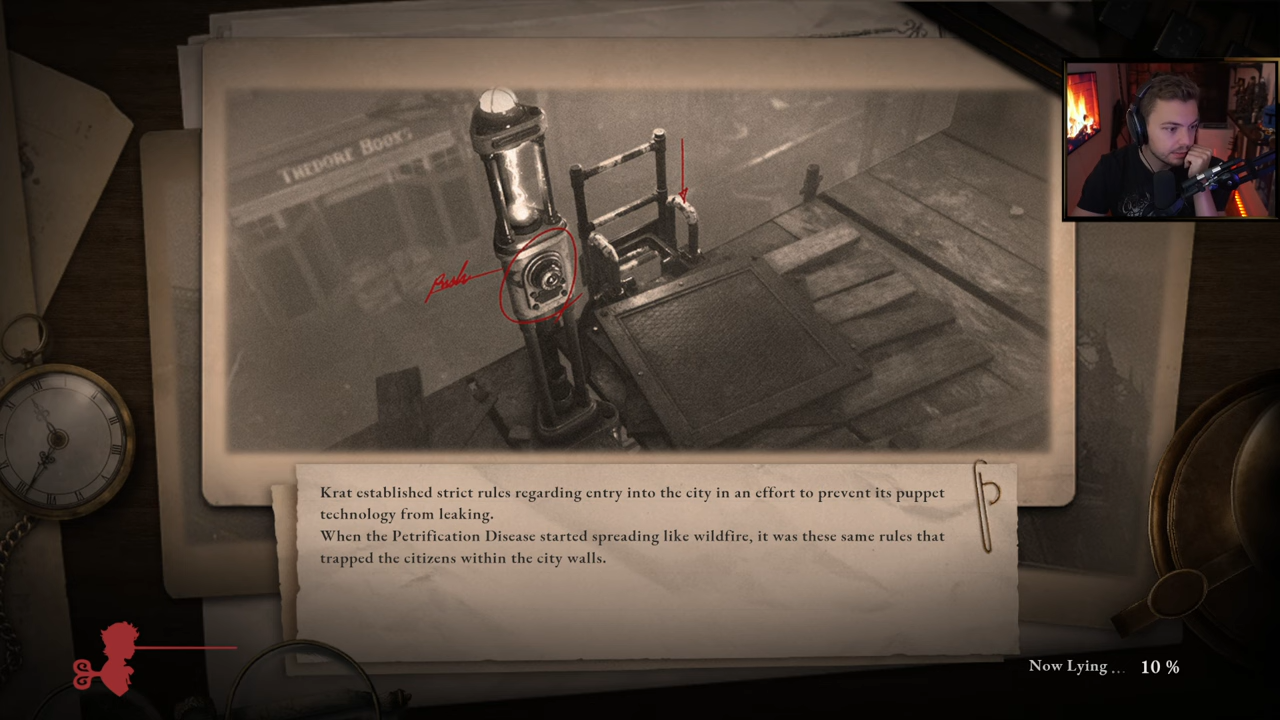 THEDORE BOOX'S
Push
Krat established strict rules regarding entry into the city in an effort to prevent its puppet
technology from leaking.
When the Petrification Disease started spreading like wildfire, it was these same rules that
trapped the citizens within the city walls.
Now Lying... 10 %